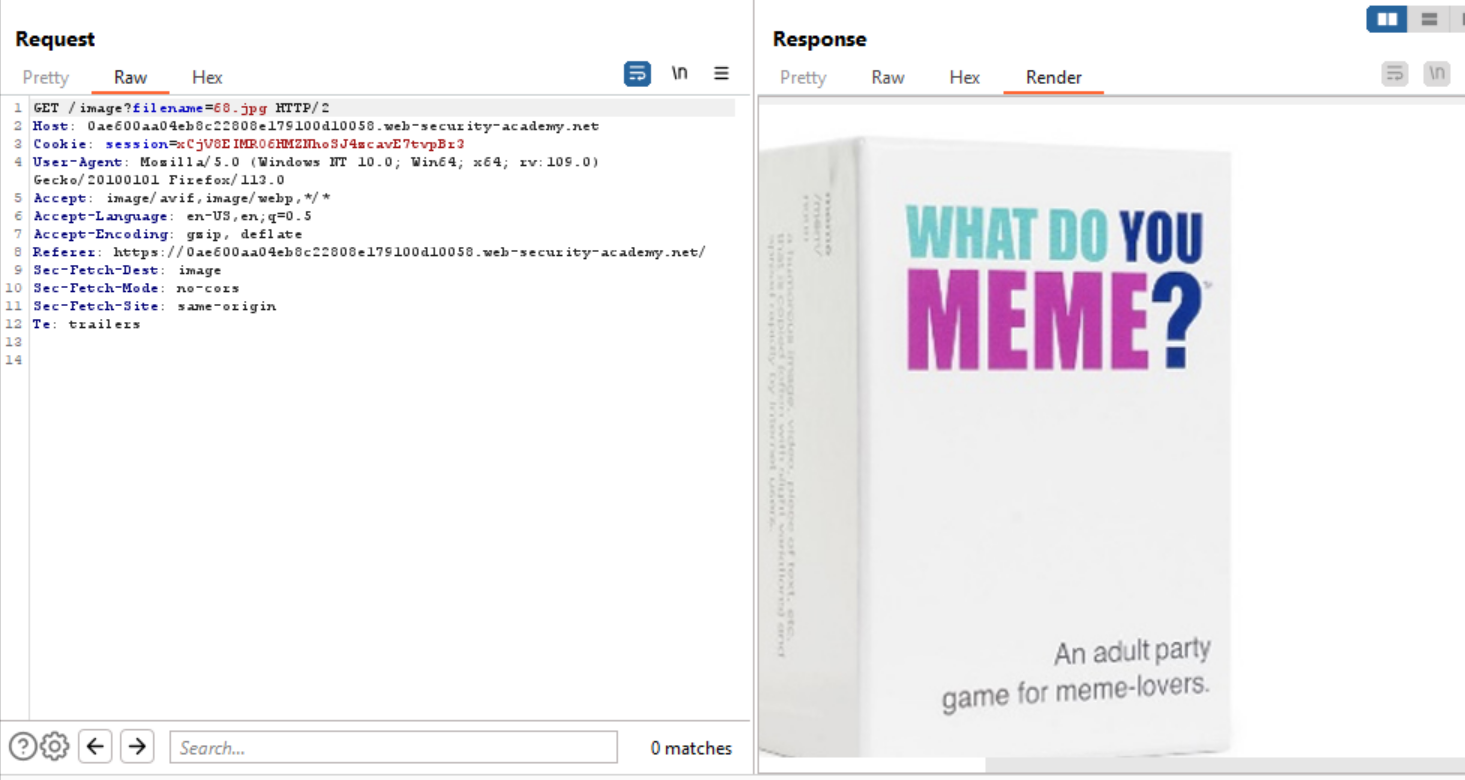 Request
Pretty Raw Hex
\n
1 GET /image?filename=68.jpg HTTP/2
2 Host: 0ae600aa04eb8c22808e179100d10058.web-security-academy.net
3 Cookie: session=xCjV8EIMR06HMZNhoSJ4scavE7tvpBr3
4 User-Agent: Mozilla/5.0 (Windows NT 10.0; Win64; x64; rv:109.0)
Gecko/20100101 Firefox/113.0
5 Accept: image/avif,image/webp,*/*
6 Accept-Language: en-US,en;q=0.5
7 Accept-Encoding: gzip, deflate
8 Referer: https://0ae600aa04eb8c22808e179100d10058.web-security-academy.net/
9 Sec-Fetch-Dest: image
10 Sec-Fetch-Mode: no-cors
11 Sec-Fetch-Site: same-origin
12 Te: trailers
13
14
Search...
0 matches
Response
Pretty Raw Hex Render
\n
WHAT DO YOU
MEME?
An adult party
game for meme-lovers.